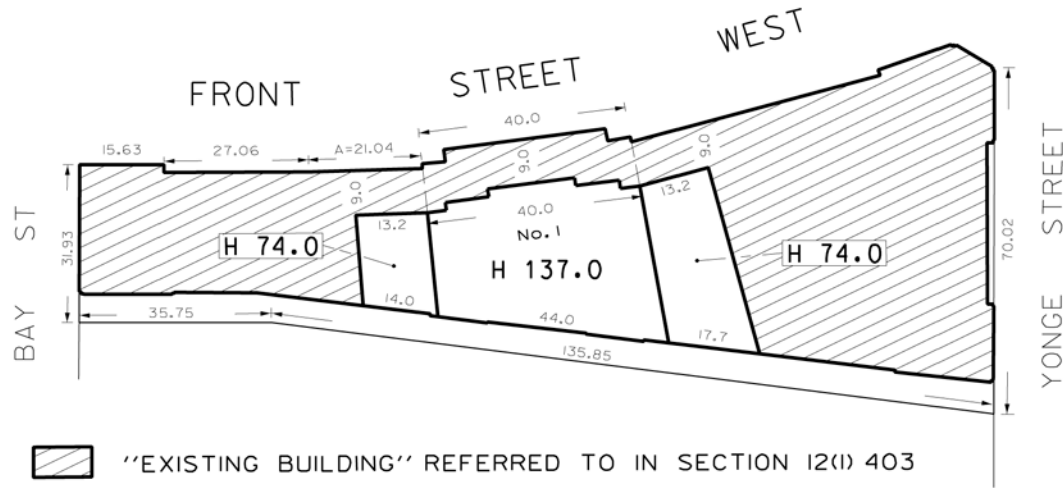 FRONT STREET WEST
40.0
15.63 27.06 A=21.04
9.0 9.0 9.0
BAY ST
31.93
13.2 40.0 13.2
No. 1
H 74.0 H 137.0 H 74.0
70.02
YONGE STREET
14.0 44.0 17.7
35.75 135.85
"EXISTING BUILDING" REFERRED TO IN SECTION 12(1) 403